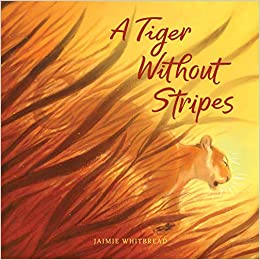 A Tiger
Without
Stripes
JAIMIE WHITBREAD